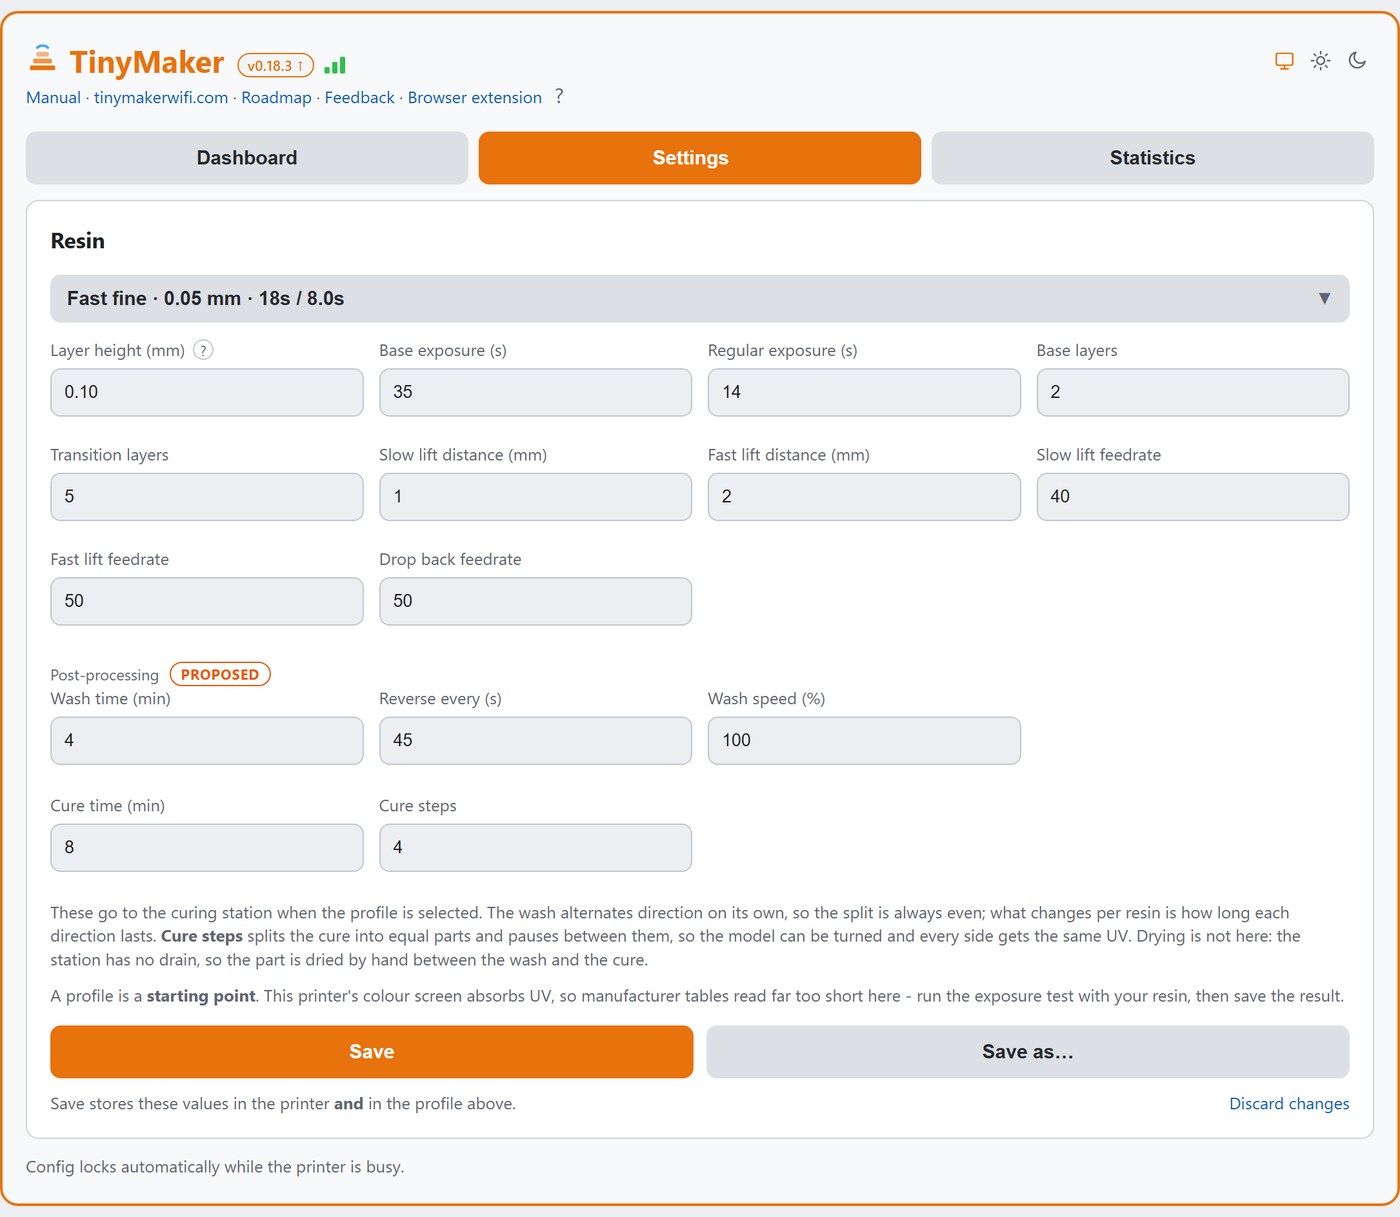 TinyMaker v0.18.3 ↑
Manual · tinymakerwifi.com · Roadmap · Feedback · Browser extension ?
Dashboard Settings Statistics
Resin
Fast fine · 0.05 mm · 18s / 8.0s ▼
Layer height (mm) ? Base exposure (s) Regular exposure (s) Base layers
0.10 35 14 2
Transition layers Slow lift distance (mm) Fast lift distance (mm) Slow lift feedrate
5 1 2 40
Fast lift feedrate Drop back feedrate
50 50
Post-processing PROPOSED
Wash time (min) Reverse every (s) Wash speed (%)
4 45 100
Cure time (min) Cure steps
8 4
These go to the curing station when the profile is selected. The wash alternates direction on its own, so the split is always even; what changes per resin is how long each
direction lasts. Cure steps splits the cure into equal parts and pauses between them, so the model can be turned and every side gets the same UV. Drying is not here: the
station has no drain, so the part is dried by hand between the wash and the cure.
A profile is a starting point. This printer's colour screen absorbs UV, so manufacturer tables read far too short here - run the exposure test with your resin, then save the result.
Save Save as...
Save stores these values in the printer and in the profile above. Discard changes
Config locks automatically while the printer is busy.